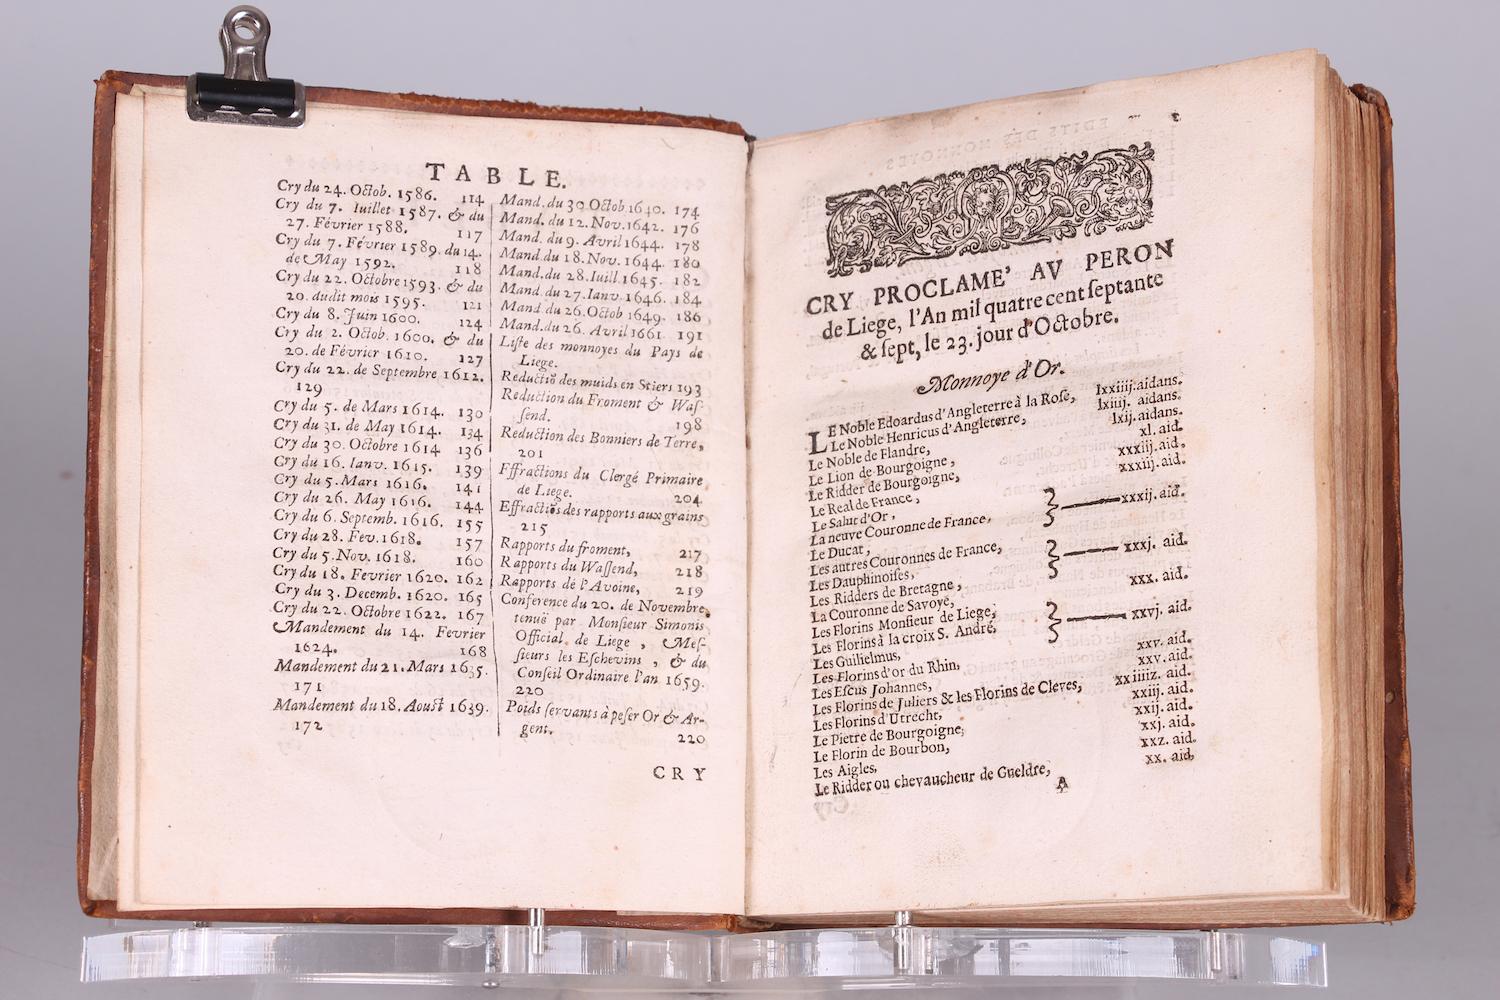 TABLE.
Cry du 24. Octob. 1586. 114
Cry du 7. Iuillet 1587. & du
27. Février 1588. 117
Cry du 7. Février 1589. du 14.
de May 1592. 118
Cry du 22. Octobre 1593. & du
20. dudit mois 1595. 121
Cry du 8. Juin 1600. 124
Cry du 2. Octob. 1600. & du
20. de Février 1610. 127
Cry du 22. de Septembre 1612.
129
Cry du 5. de Mars 1614. 130
Cry du 31. de May 1614. 134
Cry du 30. Octobre 1614 136
Cry du 16. Ianv. 1615. 139
Cry du 5. Mars 1616. 141
Cry du 26. May 1616. 144
Cry du 6. Septemb. 1616. 155
Cry du 28. Fev. 1618. 157
Cry du 5. Nov. 1618. 160
Cry du 18. Fevrier 1620. 162
Cry du 3. Decemb. 1620. 165
Cry du 22. Octobre 1622. 167
Mandement du 14. Fevrier
1624. 168
Mandement du 21. Mars 1635.
171
Mandement du 18. Aoust 1639.
172
Mand. du 30 Octob 1640. 174
Mand. du 12. Nov. 1642. 176
Mand. du 9. Avril 1644. 178
Mand. du 18. Nov. 1644. 180
Mand. du 28. Iuill 1645. 182
Mand. du 27. Ianv. 1646. 184
Mand du 26. Octob 1649. 186
Mand. du 26. Avril 1661. 191
Liste des monnoyes du Pays de
Liege.
Reductiõ des muids en Stiers 193
Reduction du Froment & Waſ-
ſend. 198
Reduction des Bonniers de Terre,
201
Effractions du Clergé Primaire
de Liege. 204
Effractiõs des rapports aux grains
215
Rapports du froment, 217
Rapports du Waſſend, 218
Rapports de l'Avoine, 219
Conference du 20. de Novembre
tenuë par Monſieur Simonis
Official de Liege, Meſ-
ſieurs les Eſchevins, & du
Conſeil Ordinaire l'an 1659.
220
Poids ſervants à peſer Or & Ar-
gent. 220
CRY
CRY PROCLAME' AV PERON
de Liege, l'An mil quatre cent ſeptante
& ſept, le 23. jour d'Octobre.
Monnoye d'Or.
LE Noble Edoardus d'Angleterre à la Roſe, lxxiiij. aidans.
Le Noble Henricus d'Angleterre, lxiiij. aidans.
Le Noble de Flandre, lxij. aidans.
Le Lion de Bourgoigne, xl. aid.
Le Ridder de Bourgoigne, xxxiij. aid.
Le Real de France, xxxiij. aid.
Le Salut d'Or,
La neuve Couronne de France, xxxij. aid.
Le Ducat,
Les autres Couronnes de France, xxxj. aid.
Les Dauphinoiſes,
Les Ridders de Bretagne, xxx. aid.
La Couronne de Savoye,
Les Florins Monſieur de Liege, xxvj. aid.
Les Florins à la croix S. André,
Les Guilielmus, xxv. aid.
Les Florins d'or du Rhin, xxv. aid.
Les Eſcus Johannes, xxiiiiz. aid.
Les Florins de Juliers & les Florins de Cleves, xxiij. aid.
Les Florins d'Utrecht, xxij. aid.
Le Pietre de Bourgoigne, xxj. aid.
Le Florin de Bourbon, xxz. aid.
Les Aigles, xx. aid,
Le Ridder ou chevaucheur de Gueldre,
A